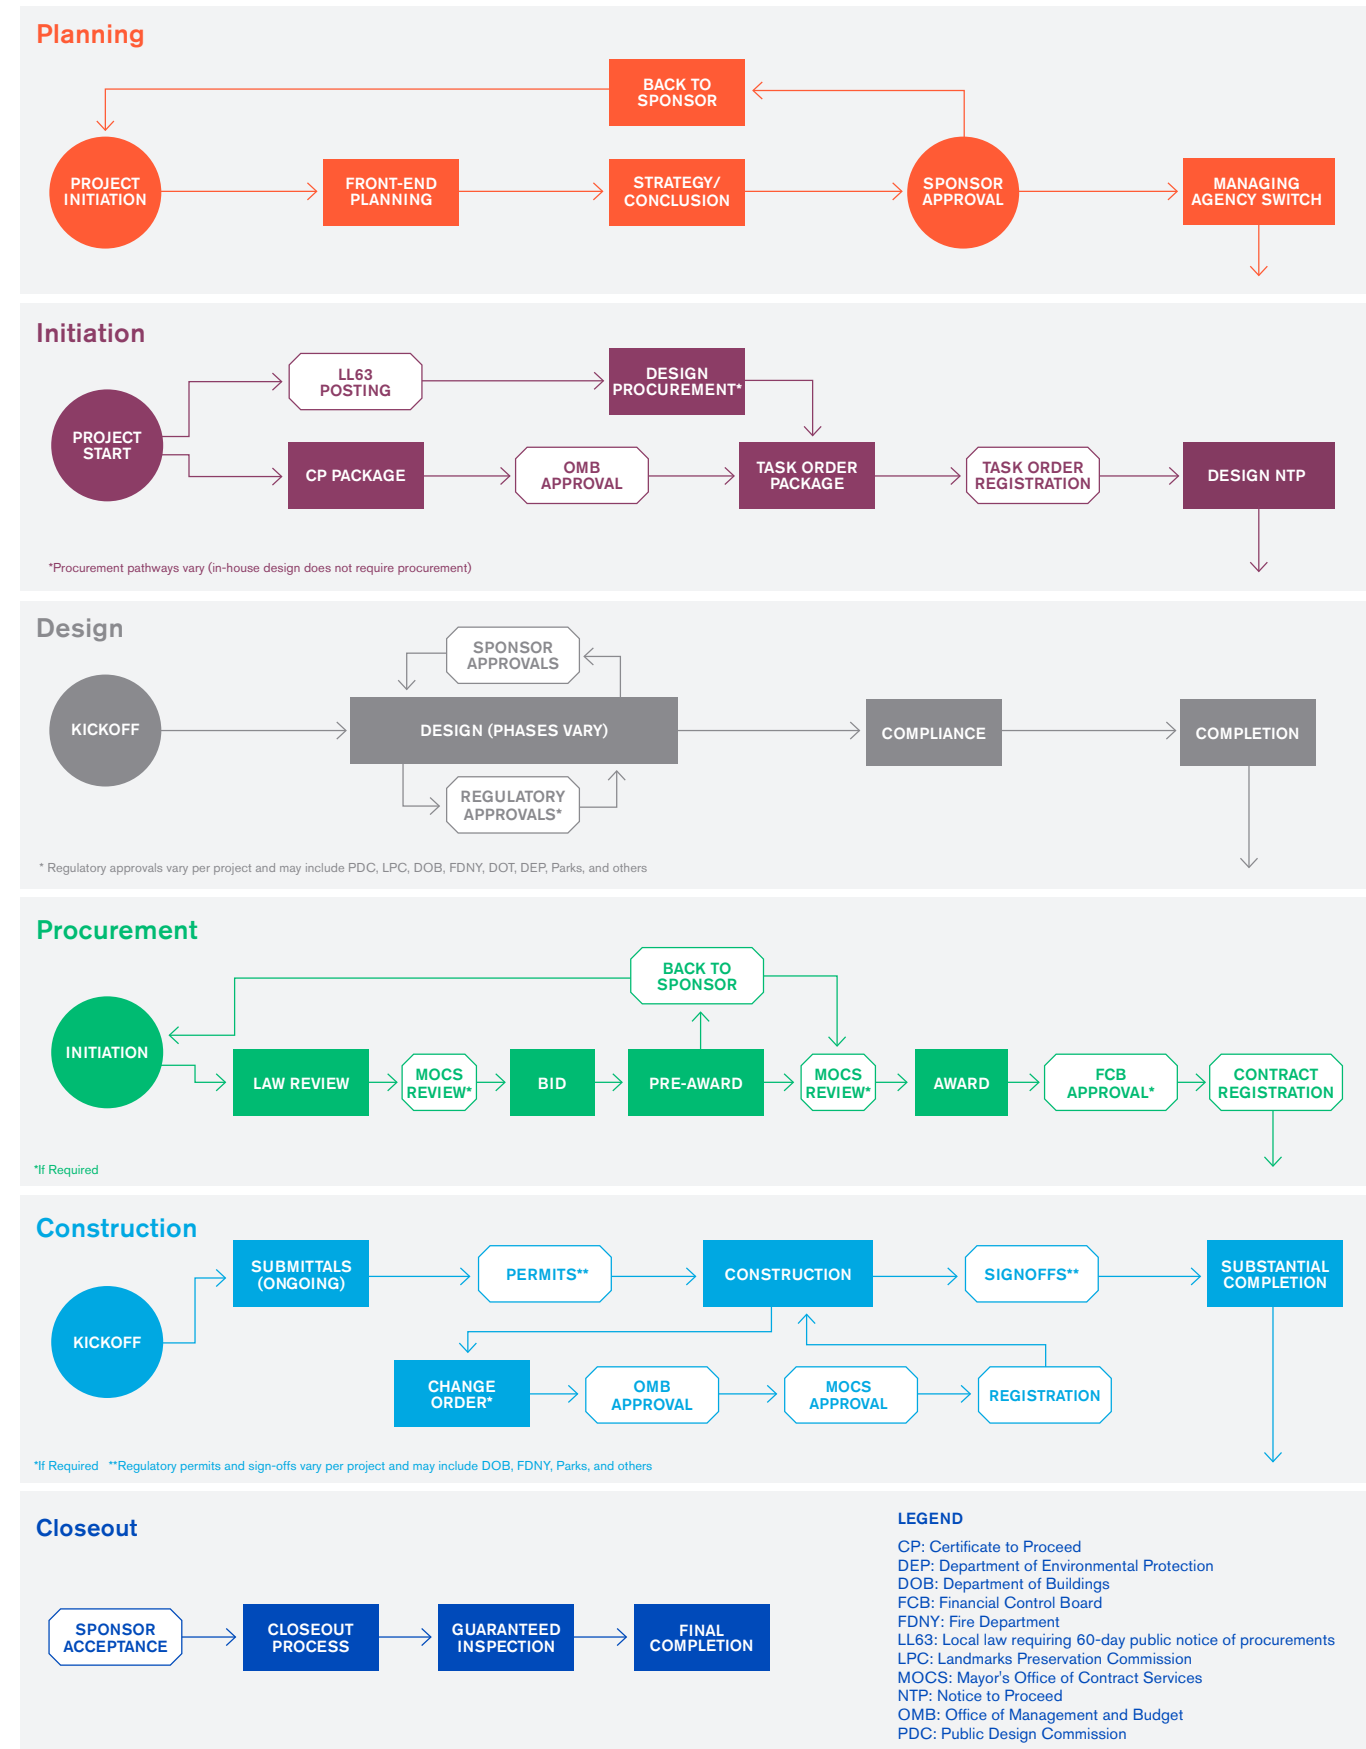 Planning
BACK TO
SPONSOR
PROJECT
INITIATION
FRONT-END
PLANNING
STRATEGY/
CONCLUSION
SPONSOR
APPROVAL
MANAGING
AGENCY SWITCH
Initiation
LL63
POSTING
DESIGN
PROCUREMENT*
PROJECT
START
CP PACKAGE
OMB
APPROVAL
TASK ORDER
PACKAGE
TASK ORDER
REGISTRATION
DESIGN NTP
*Procurement pathways vary (in-house design does not require procurement)
Design
SPONSOR
APPROVALS
KICKOFF
DESIGN (PHASES VARY)
COMPLIANCE
COMPLETION
REGULATORY
APPROVALS*
* Regulatory approvals vary per project and may include PDC, LPC, DOB, FDNY, DOT, DEP, Parks, and others
Procurement
BACK TO
SPONSOR
INITIATION
LAW REVIEW
MOCS
REVIEW*
BID
PRE-AWARD
MOCS
REVIEW*
AWARD
FCB
APPROVAL*
CONTRACT
REGISTRATION
*If Required
Construction
SUBMITTALS
(ONGOING)
PERMITS**
CONSTRUCTION
SIGNOFFS**
SUBSTANTIAL
COMPLETION
KICKOFF
CHANGE
ORDER*
OMB
APPROVAL
MOCS
APPROVAL
REGISTRATION
*If Required **Regulatory permits and sign-offs vary per project and may include DOB, FDNY, Parks, and others
Closeout
SPONSOR
ACCEPTANCE
CLOSEOUT
PROCESS
GUARANTEED
INSPECTION
FINAL
COMPLETION
LEGEND
CP: Certificate to Proceed
DEP: Department of Environmental Protection
DOB: Department of Buildings
FCB: Financial Control Board
FDNY: Fire Department
LL63: Local law requiring 60-day public notice of procurements
LPC: Landmarks Preservation Commission
MOCS: Mayor's Office of Contract Services
NTP: Notice to Proceed
OMB: Office of Management and Budget
PDC: Public Design Commission